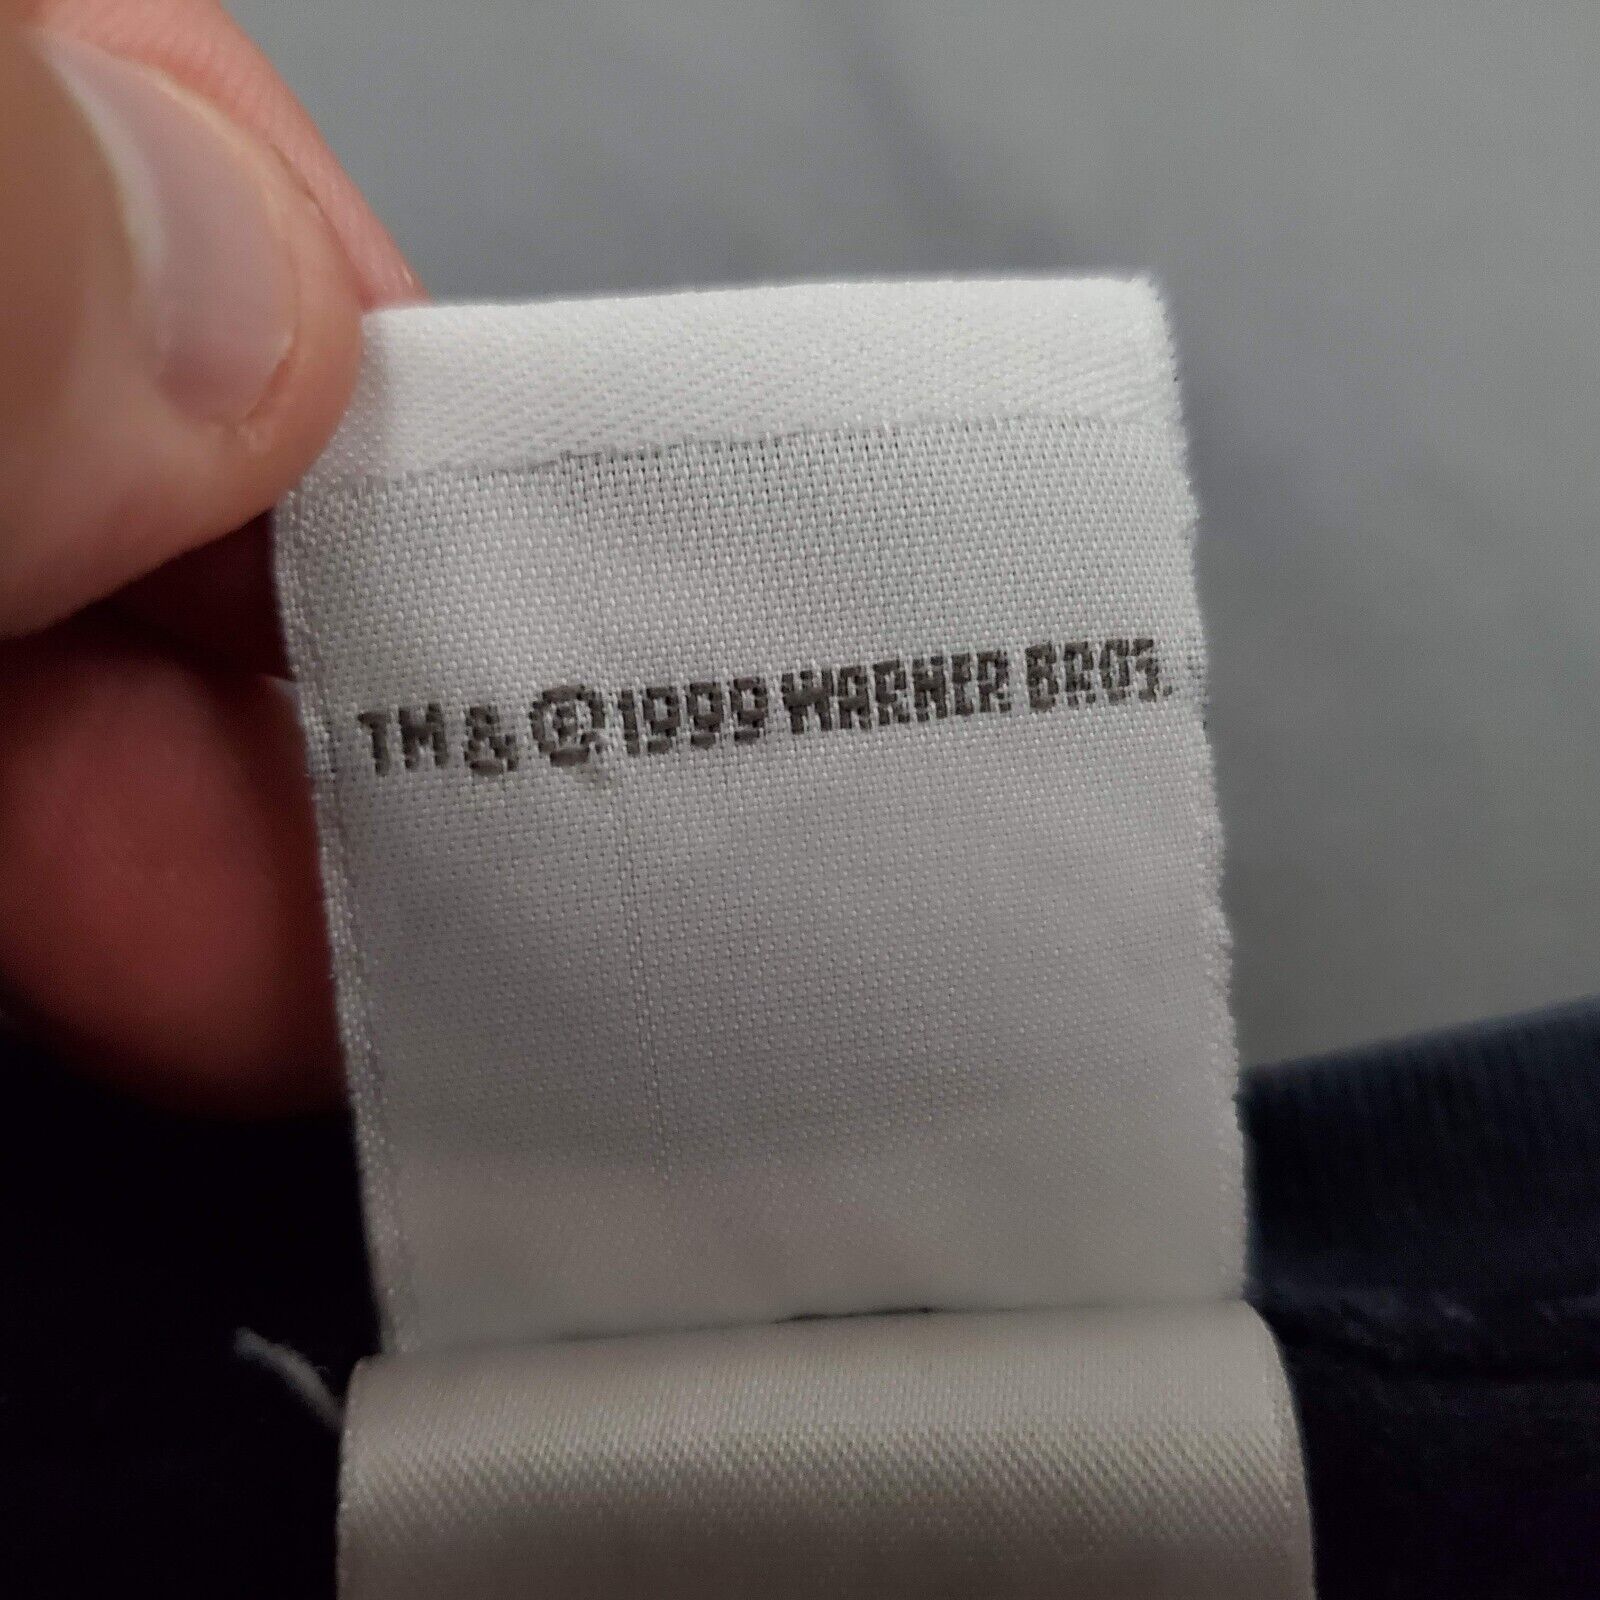 TM & © 1999 WARNER BROS.